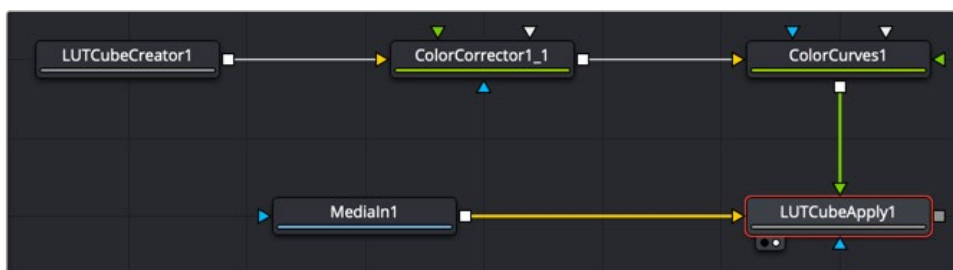 LUTCubeCreator1
ColorCorrector1_1
ColorCurves1
MediaIn1
LUTCubeApply1